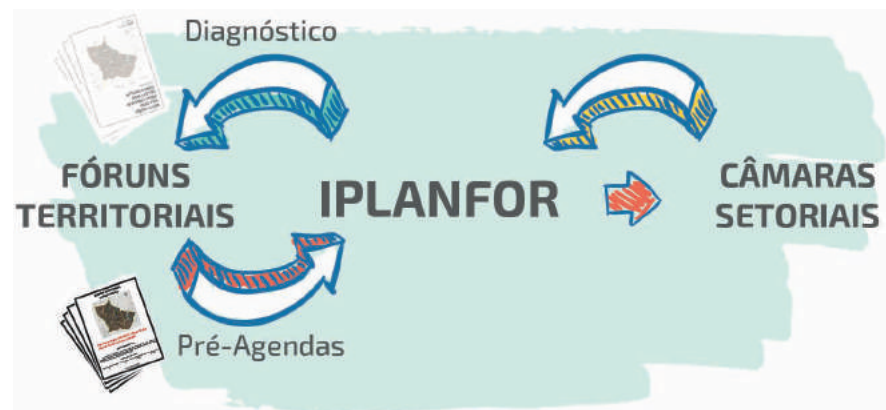 Diagnóstico
FÓRUNS
TERRITORIAIS
IPLANFOR
CÂMARAS
SETORIAIS
Pré-Agendas